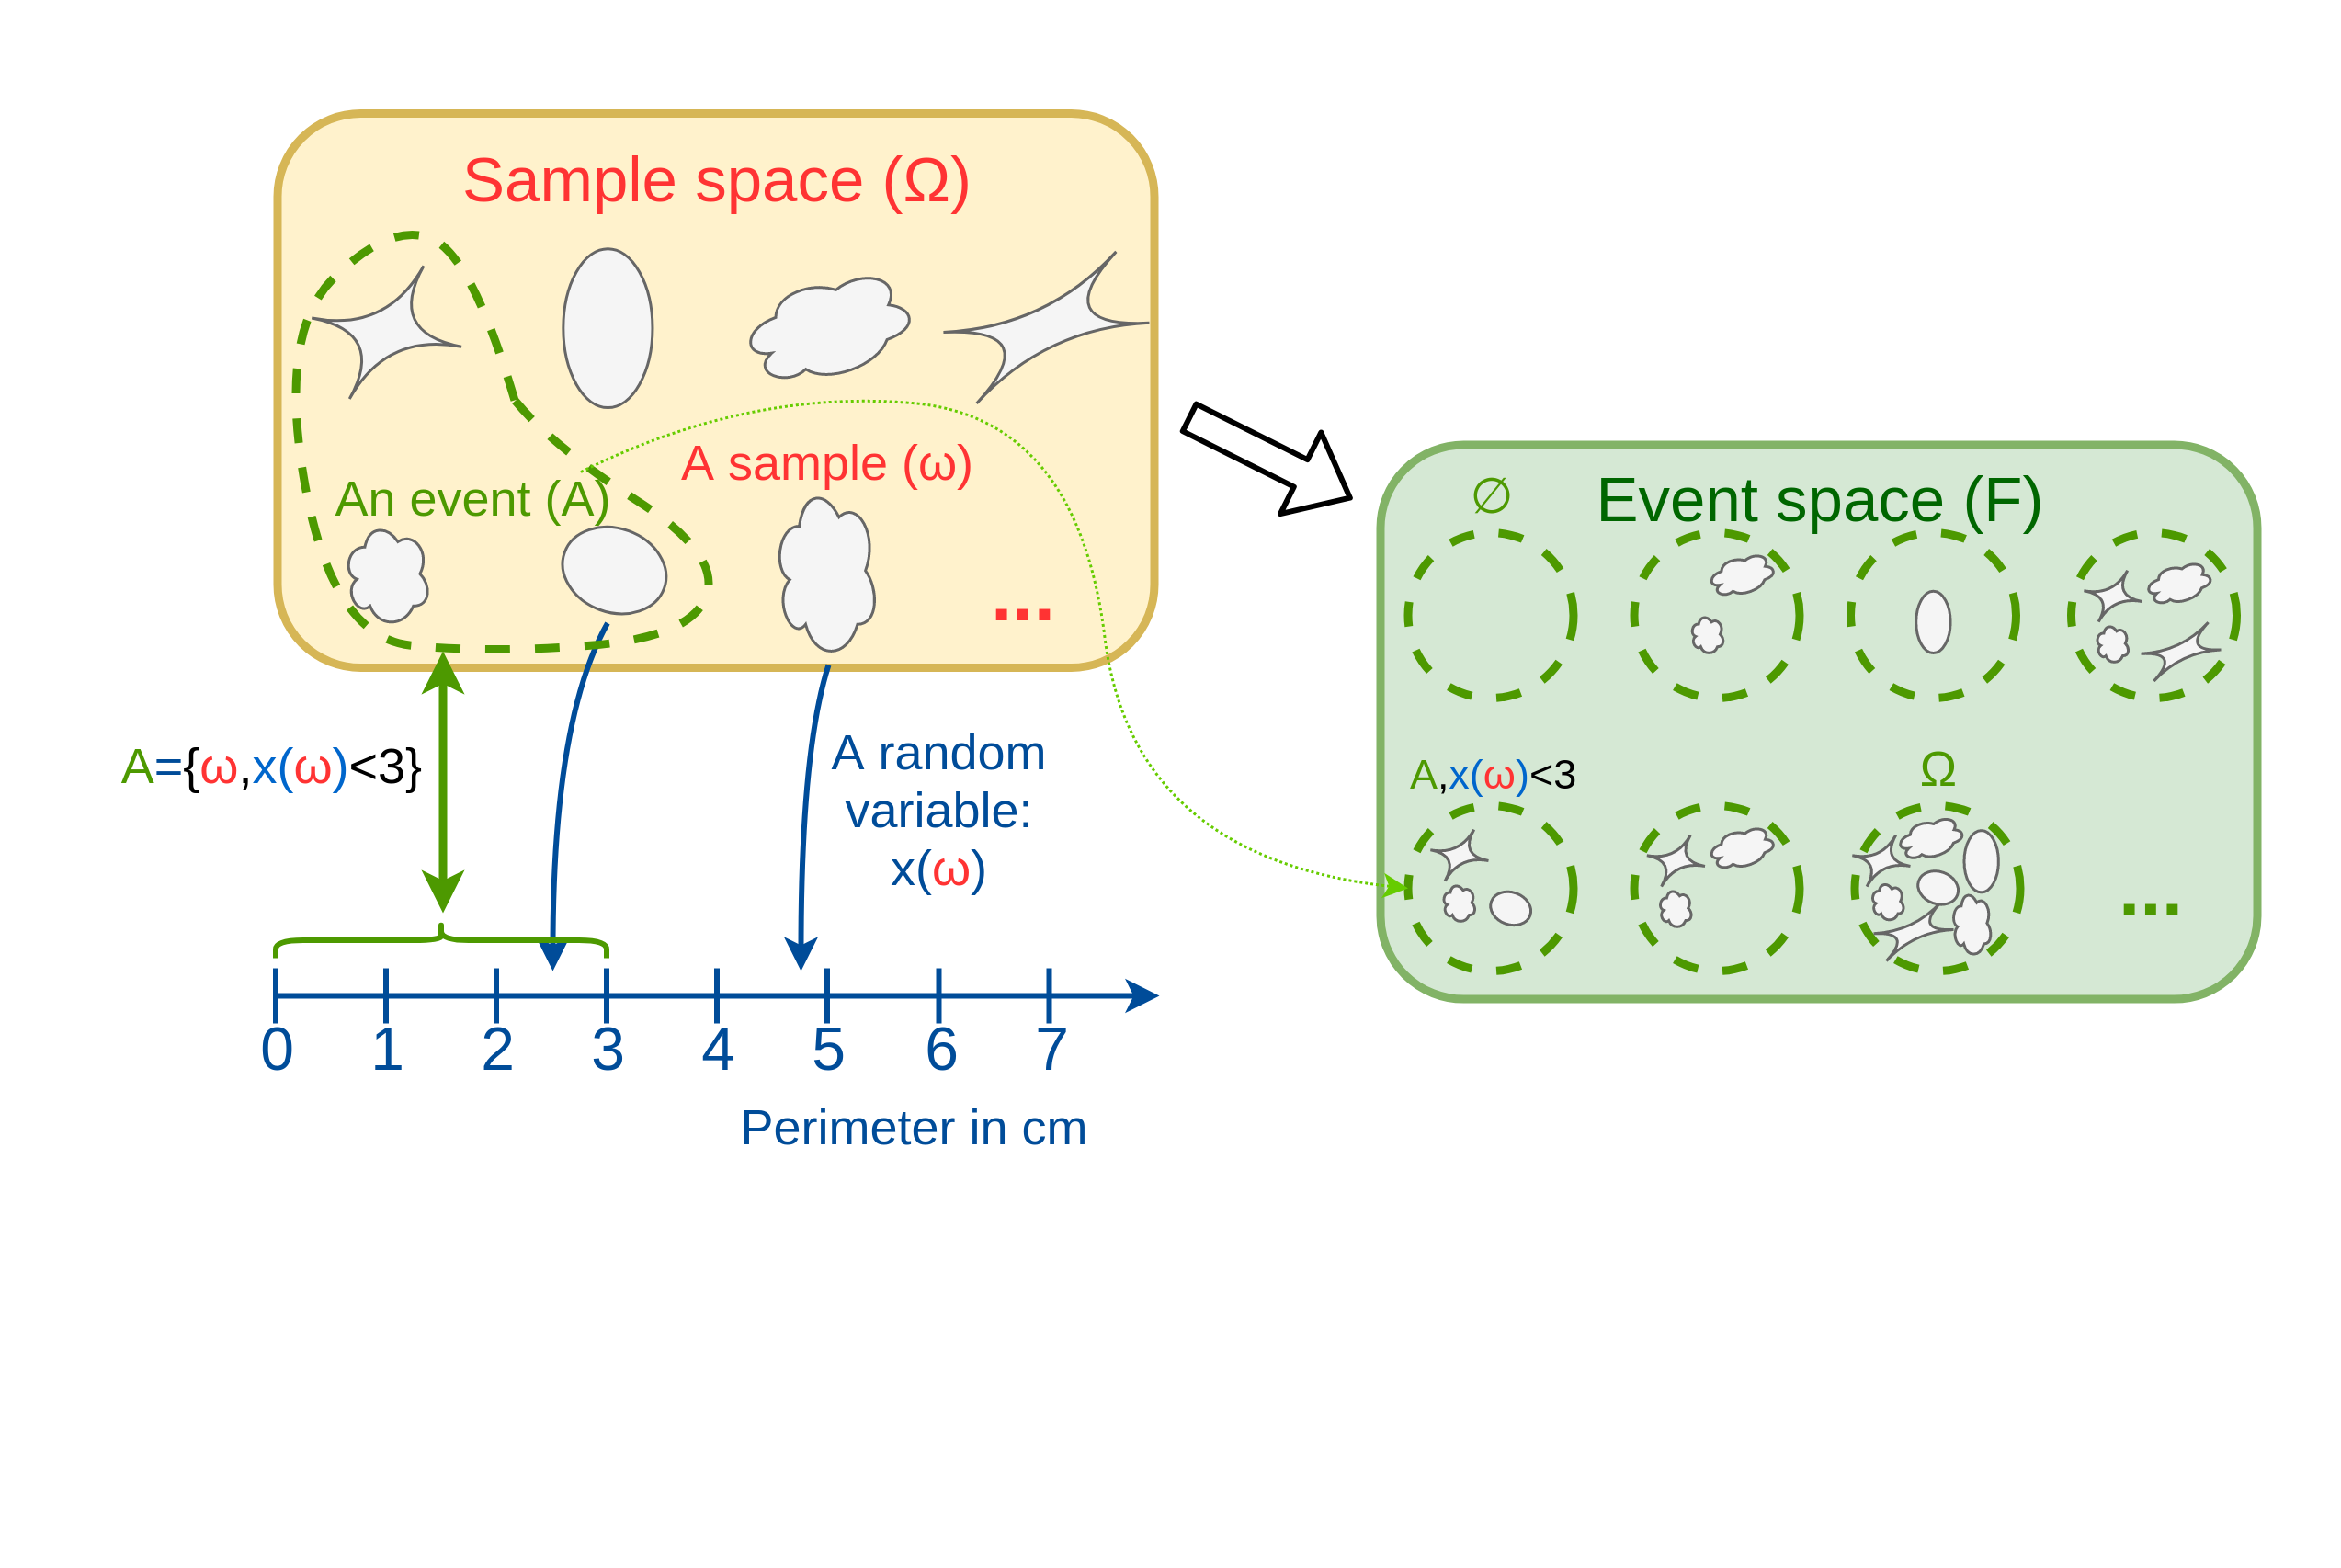 Sample space (Ω)
A sample (ω)
An event (A)
...
∅
Event space (F)
A={ω,x(ω)<3}
A random
variable:
x(ω)
A,x(ω)<3
Ω
...
0 1 2 3 4 5 6 7
Perimeter in cm